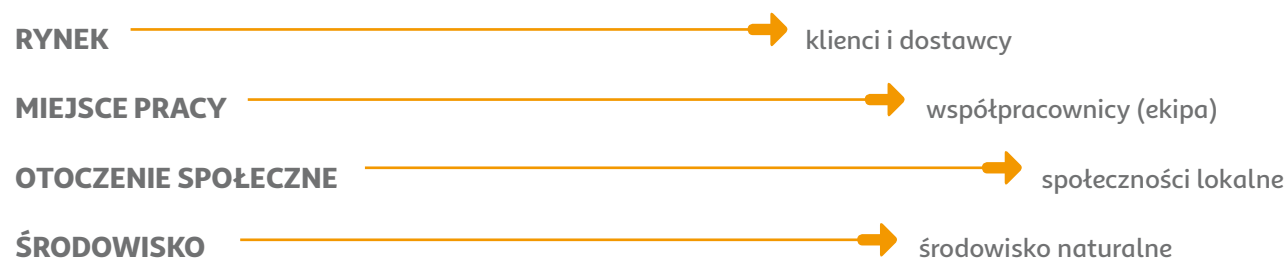 RYNEK klienci i dostawcy
MIEJSCE PRACY współpracownicy (ekipa)
OTOCZENIE SPOŁECZNE społeczności lokalne
ŚRODOWISKO środowisko naturalne